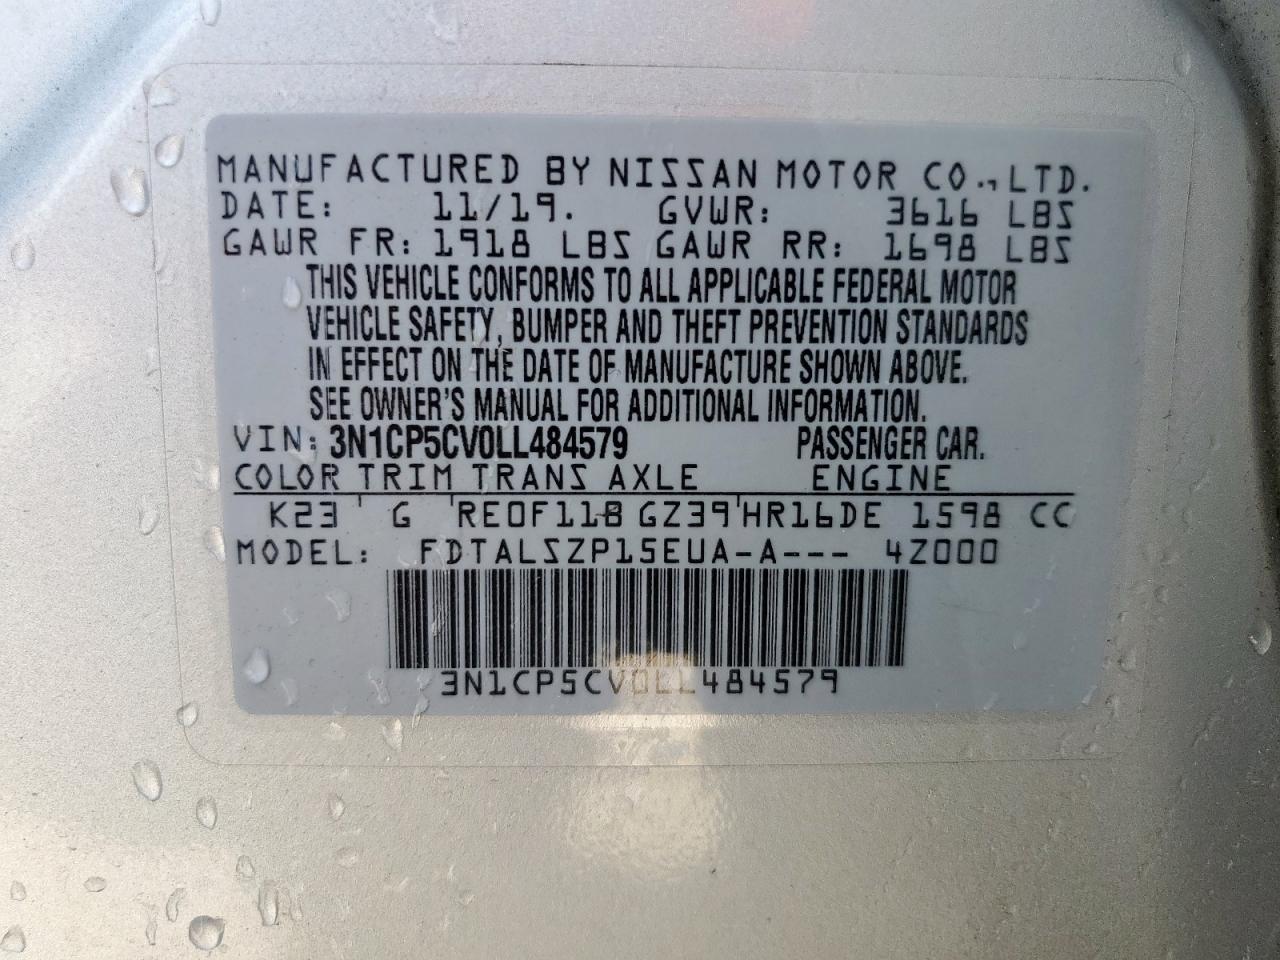 MANUFACTURED BY NISSAN MOTOR CO., LTD.
DATE: 11/19. GVWR: 3616 LBS
GAWR FR: 1918 LBS GAWR RR: 1698 LBS
THIS VEHICLE CONFORMS TO ALL APPLICABLE FEDERAL MOTOR
VEHICLE SAFETY, BUMPER AND THEFT PREVENTION STANDARDS
IN EFFECT ON THE DATE OF MANUFACTURE SHOWN ABOVE.
SEE OWNER'S MANUAL FOR ADDITIONAL INFORMATION.
VIN: 3N1CP5CV0LL484579 PASSENGER CAR.
COLOR TRIM TRANS AXLE ENGINE
K23 G RE0F11B GZ39 HR16DE 1598 CC
MODEL: FDTALSZP15EUA-A--- 4Z000
3N1CP5CV0LL484579